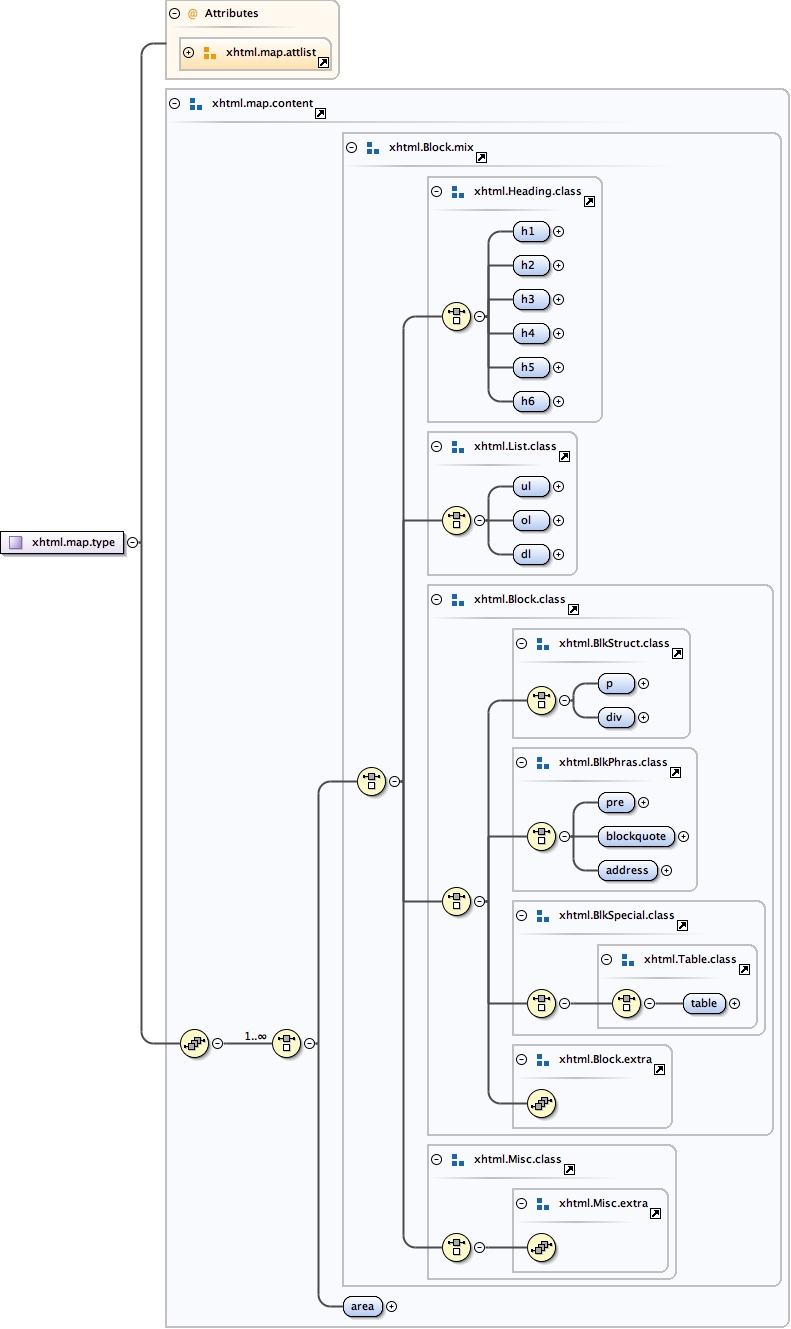 @ Attributes
xhtml.map.attlist
xhtml.map.content
xhtml.Block.mix
xhtml.Heading.class
h1
h2
h3
h4
h5
h6
xhtml.List.class
ul
ol
dl
xhtml.map.type
xhtml.Block.class
xhtml.BlkStruct.class
p
div
xhtml.BlkPhras.class
pre
blockquote
address
xhtml.BlkSpecial.class
xhtml.Table.class
table
1..∞
xhtml.Block.extra
xhtml.Misc.class
xhtml.Misc.extra
area